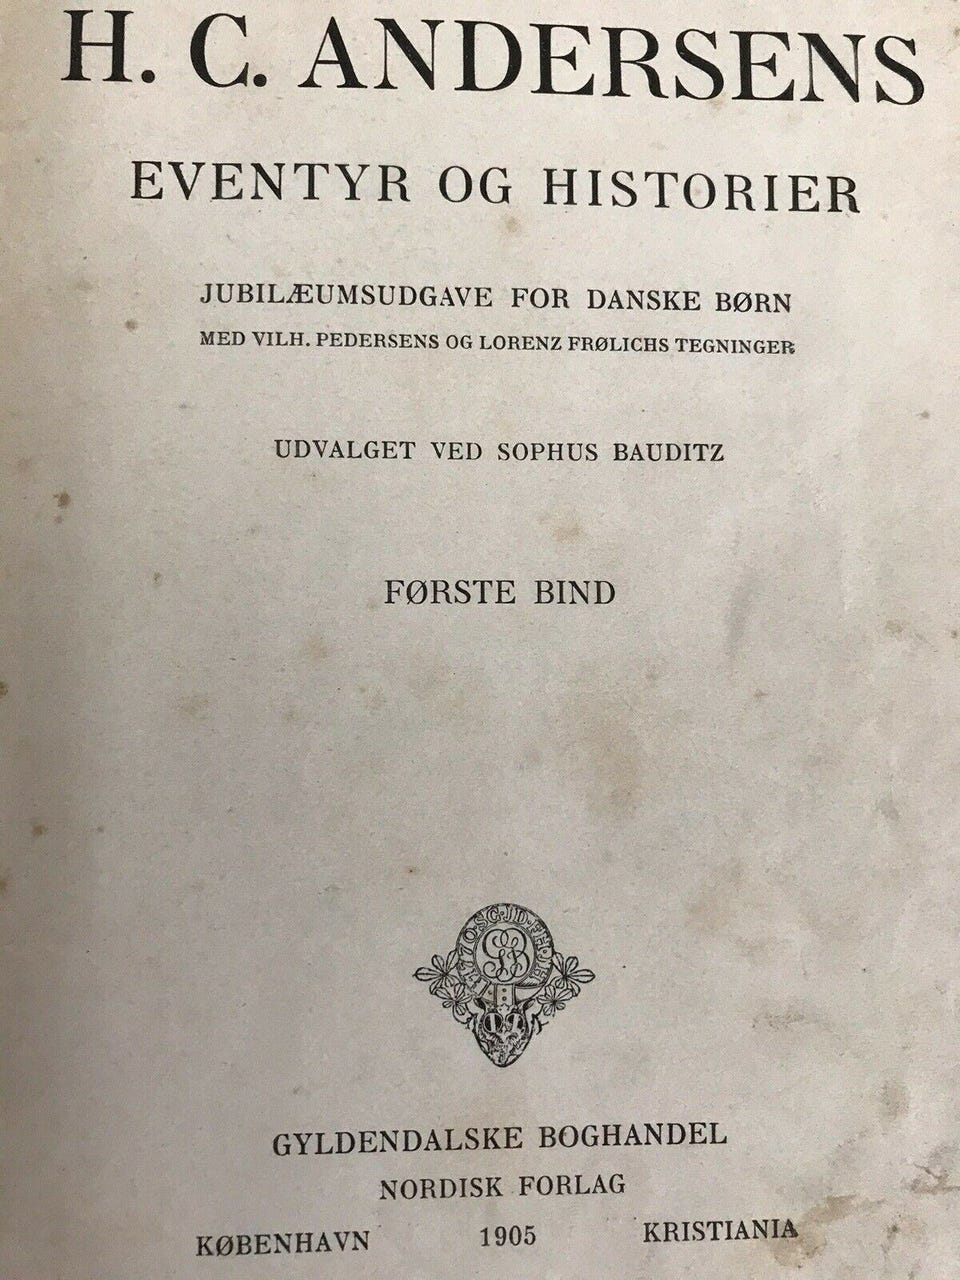 H. C. ANDERSENS
EVENTYR OG HISTORIER
JUBILÆUMSUDGAVE FOR DANSKE BØRN
MED VILH. PEDERSENS OG LORENZ FRØLICHS TEGNINGER
UDVALGET VED SOPHUS BAUDITZ
FØRSTE BIND
GYLDENDALSKE BOGHANDEL
NORDISK FORLAG
KØBENHAVN 1905 KRISTIANIA